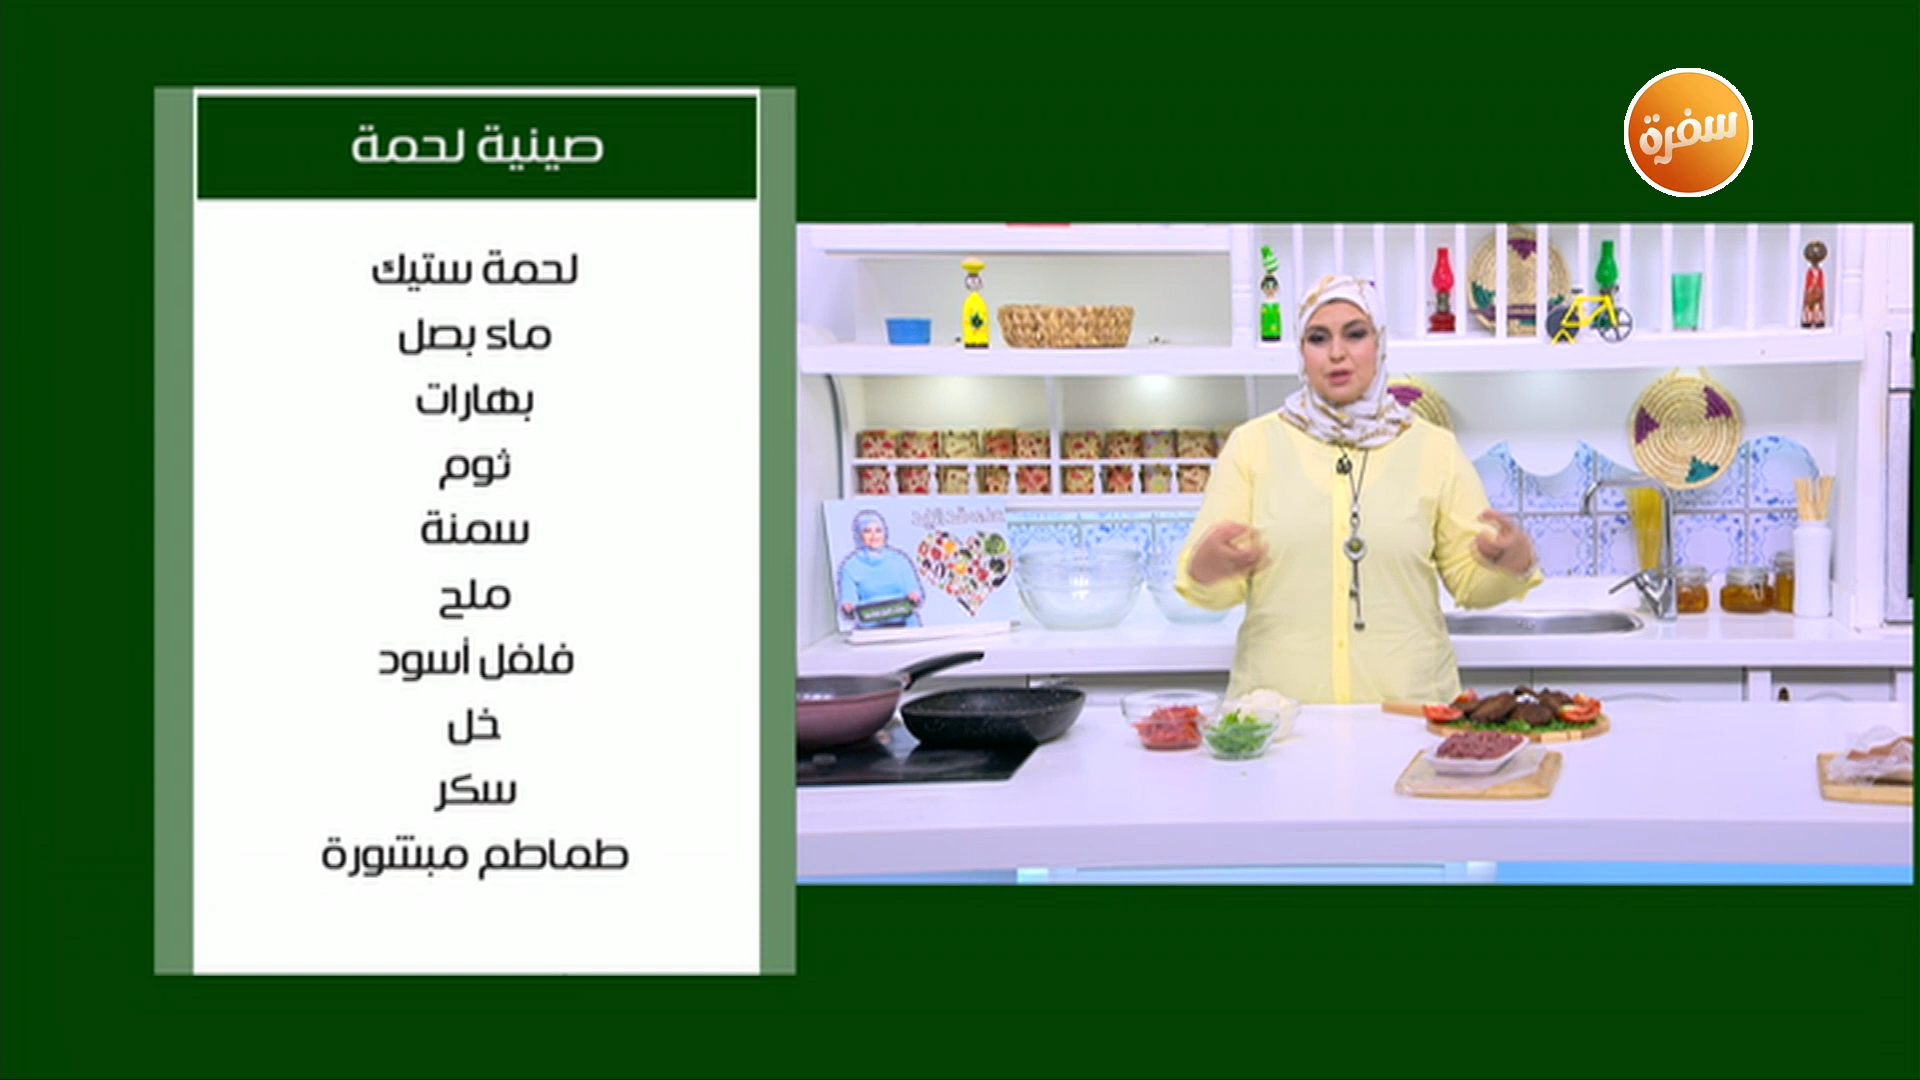 سفرة
صينية لحمة
لحمة ستيك
ماء بصل
بهارات
ثوم
سمنة
ملح
فلفل أسود
خل
سكر
طماطم مبشورة